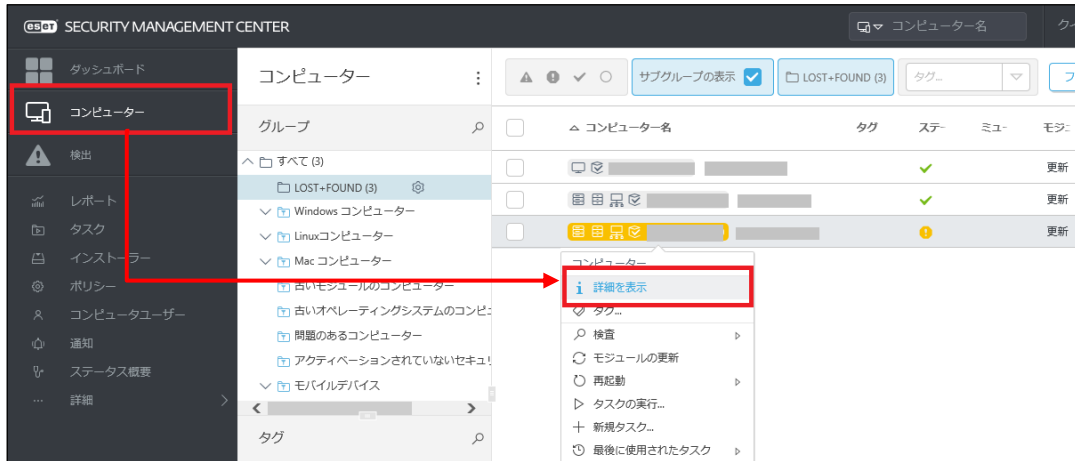 eset SECURITY MANAGEMENT CENTER
コンピューター名
ダッシュボード
コンピューター
検出
レポート
タスク
インストーラー
ポリシー
コンピュータユーザー
通知
ステータス概要
詳細
コンピューター
グループ
すべて (3)
LOST+FOUND (3)
Windows コンピューター
Linuxコンピューター
Mac コンピューター
古いモジュールのコンピューター
古いオペレーティングシステムのコンピ
問題のあるコンピューター
アクティベーションされていないセキュリ
モバイルデバイス
タグ
サブグループの表示
LOST+FOUND (3)
タグ...
フ
コンピューター名 タグ ステー ミュー モジ
更新
更新
更新
コンピューター
詳細を表示
タグ...
検査
モジュールの更新
再起動
タスクの実行...
新規タスク...
最後に使用されたタスク